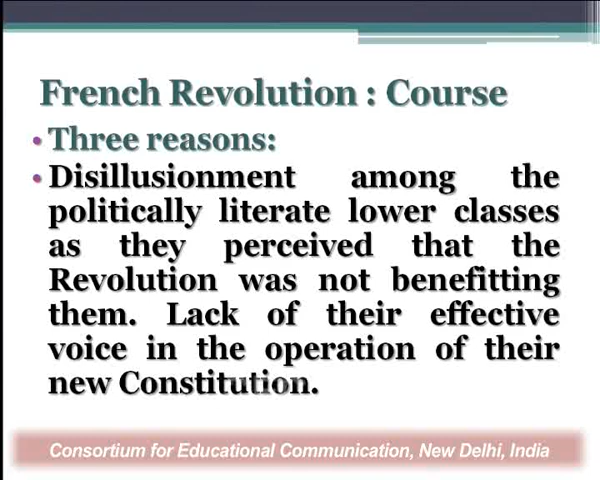 French Revolution : Course
• Three reasons:
• Disillusionment among the
politically literate lower classes
as they perceived that the
Revolution was not benefitting
them. Lack of their effective
voice in the operation of their
new Constitution.
Consortium for Educational Communication, New Delhi, India